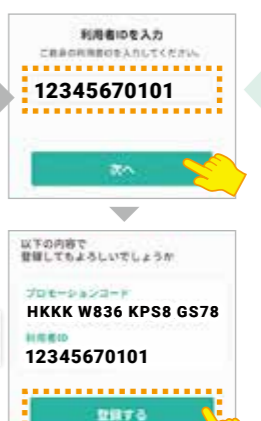 利用者IDを入力
ご自身の利用者IDを入力してください。
12345670101
次へ
以下の内容で
登録してもよろしいでしょうか
プロモーションコード
HKKK W836 KPS8 GS78
利用者ID
12345670101
登録する